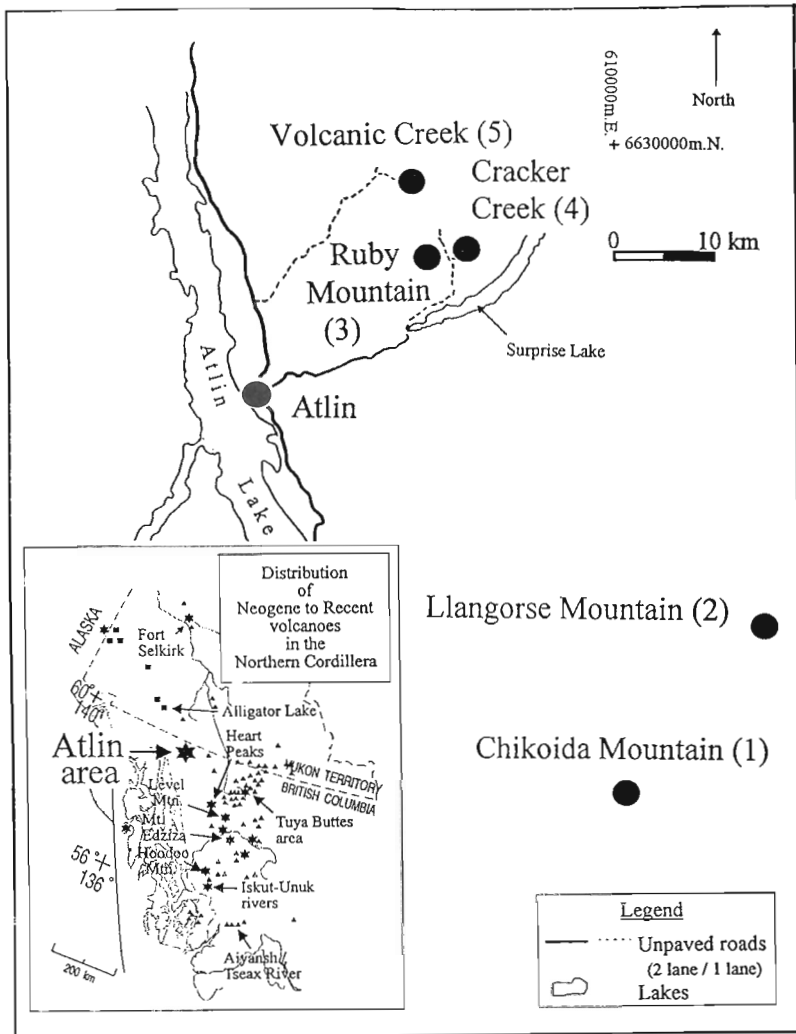 610000m.E.
+ 6630000m.N.
North
Volcanic Creek (5)
Cracker
Creek (4)
0 10 km
Ruby
Mountain
(3)
Surprise Lake
Atlin
Lake
Atlin
Distribution
of
Neogene to Recent
volcanoes
in the
Northern Cordillera
ALASKA
Fort
Selkirk
60°
140°
Alligator Lake
Heart
Peaks
Atlin
area
YUKON TERRITORY
BRITISH COLUMBIA
Level
Mtn.
Mt.
Edziza
Tuya Buttes
area
Hoodoo
Mtn.
56°
136°
Iskut-Unuk
rivers
Aiyansh/
Tseax River
200 km
Llangorse Mountain (2)
Chikoida Mountain (1)
Legend
Unpaved roads
(2 lane / 1 lane)
Lakes